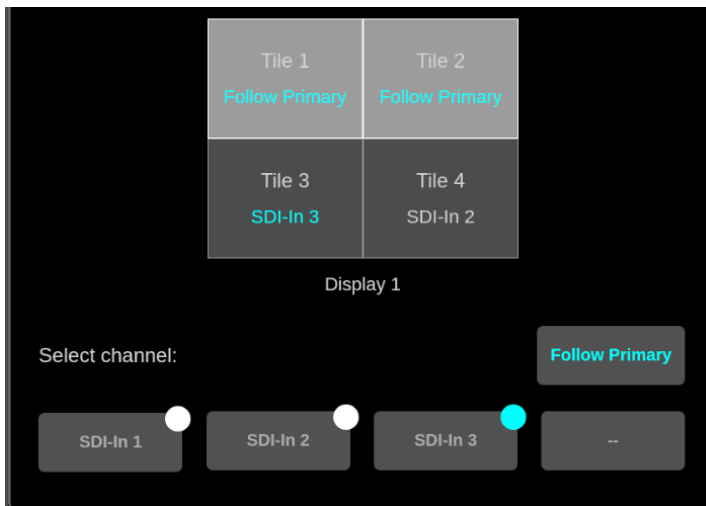 Tile 1
Tile 2
Follow Primary
Follow Primary
Tile 3
Tile 4
SDI-In 3
SDI-In 2
Display 1
Select channel:
Follow Primary
SDI-In 1
SDI-In 2
SDI-In 3
--